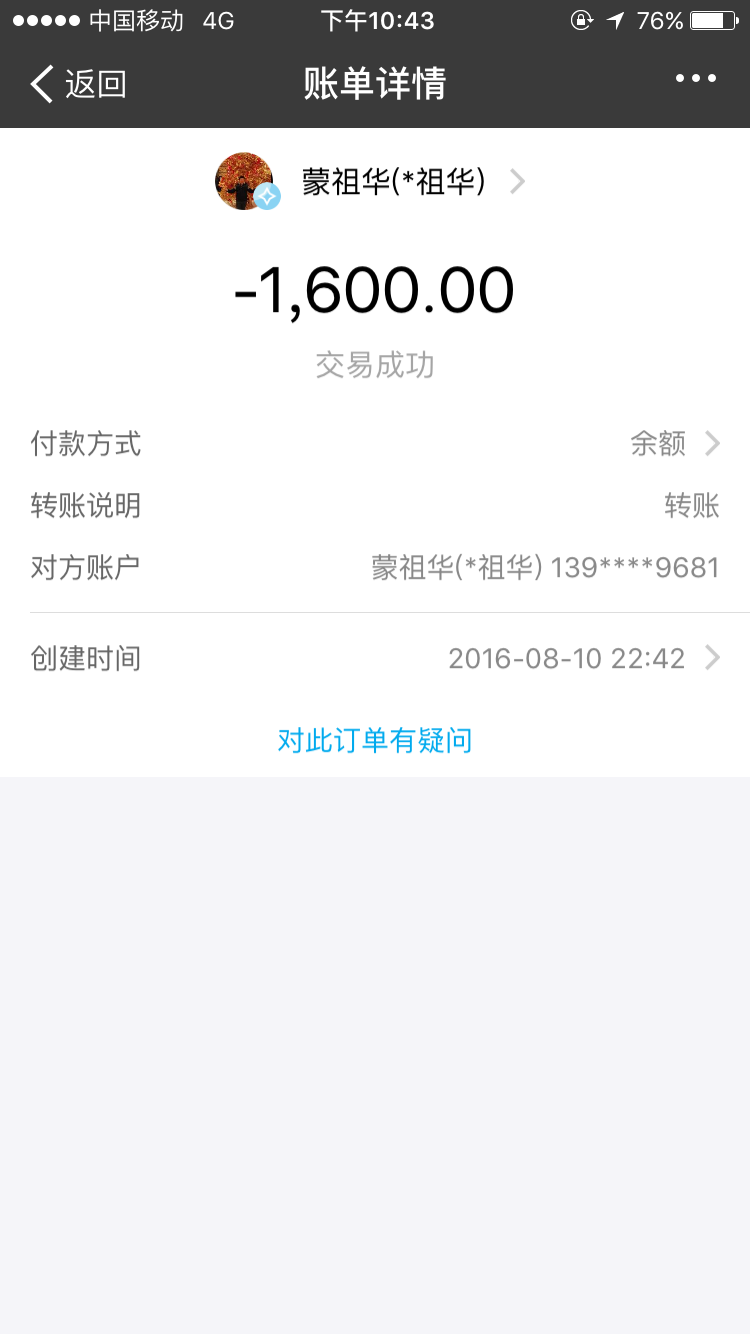 中国移动 4G 下午10:43 76%
返回 账单详情
蒙祖华(*祖华)
-1,600.00
交易成功
付款方式 余额
转账说明 转账
对方账户 蒙祖华(*祖华) 139****9681
创建时间 2016-08-10 22:42
对此订单有疑问